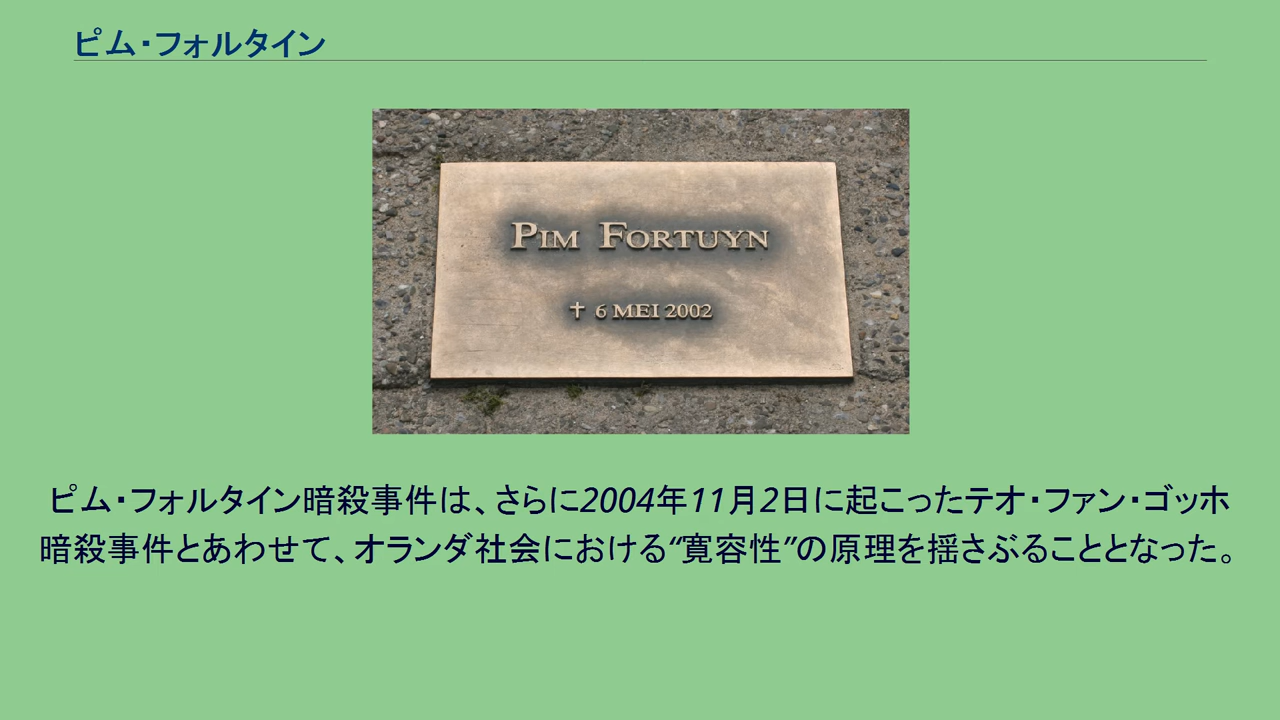 ピム・フォルタイン
PIM FORTUYN
✝ 6 MEI 2002
ピム・フォルタイン暗殺事件は、さらに2004年11月2日に起こったテオ・ファン・ゴッホ
暗殺事件とあわせて、オランダ社会における“寛容性”の原理を揺さぶることとなった。